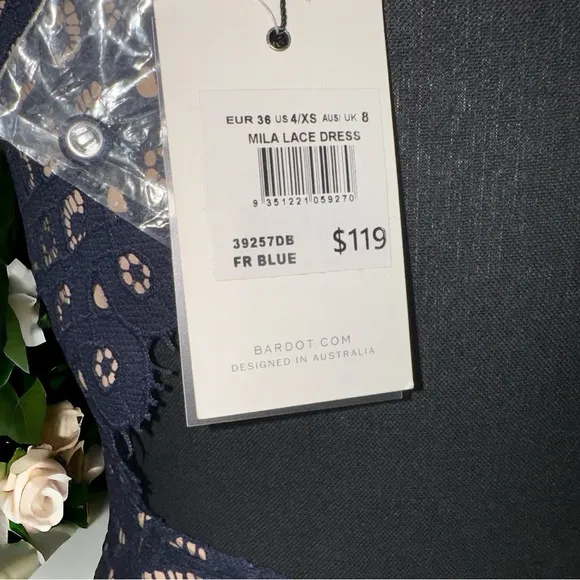 EUR 36 US 4/XS AUS/ UK 8
MILA LACE DRESS
9 351221 059270
39257DB
FR BLUE
$119
BARDOT.COM
DESIGNED IN AUSTRALIA